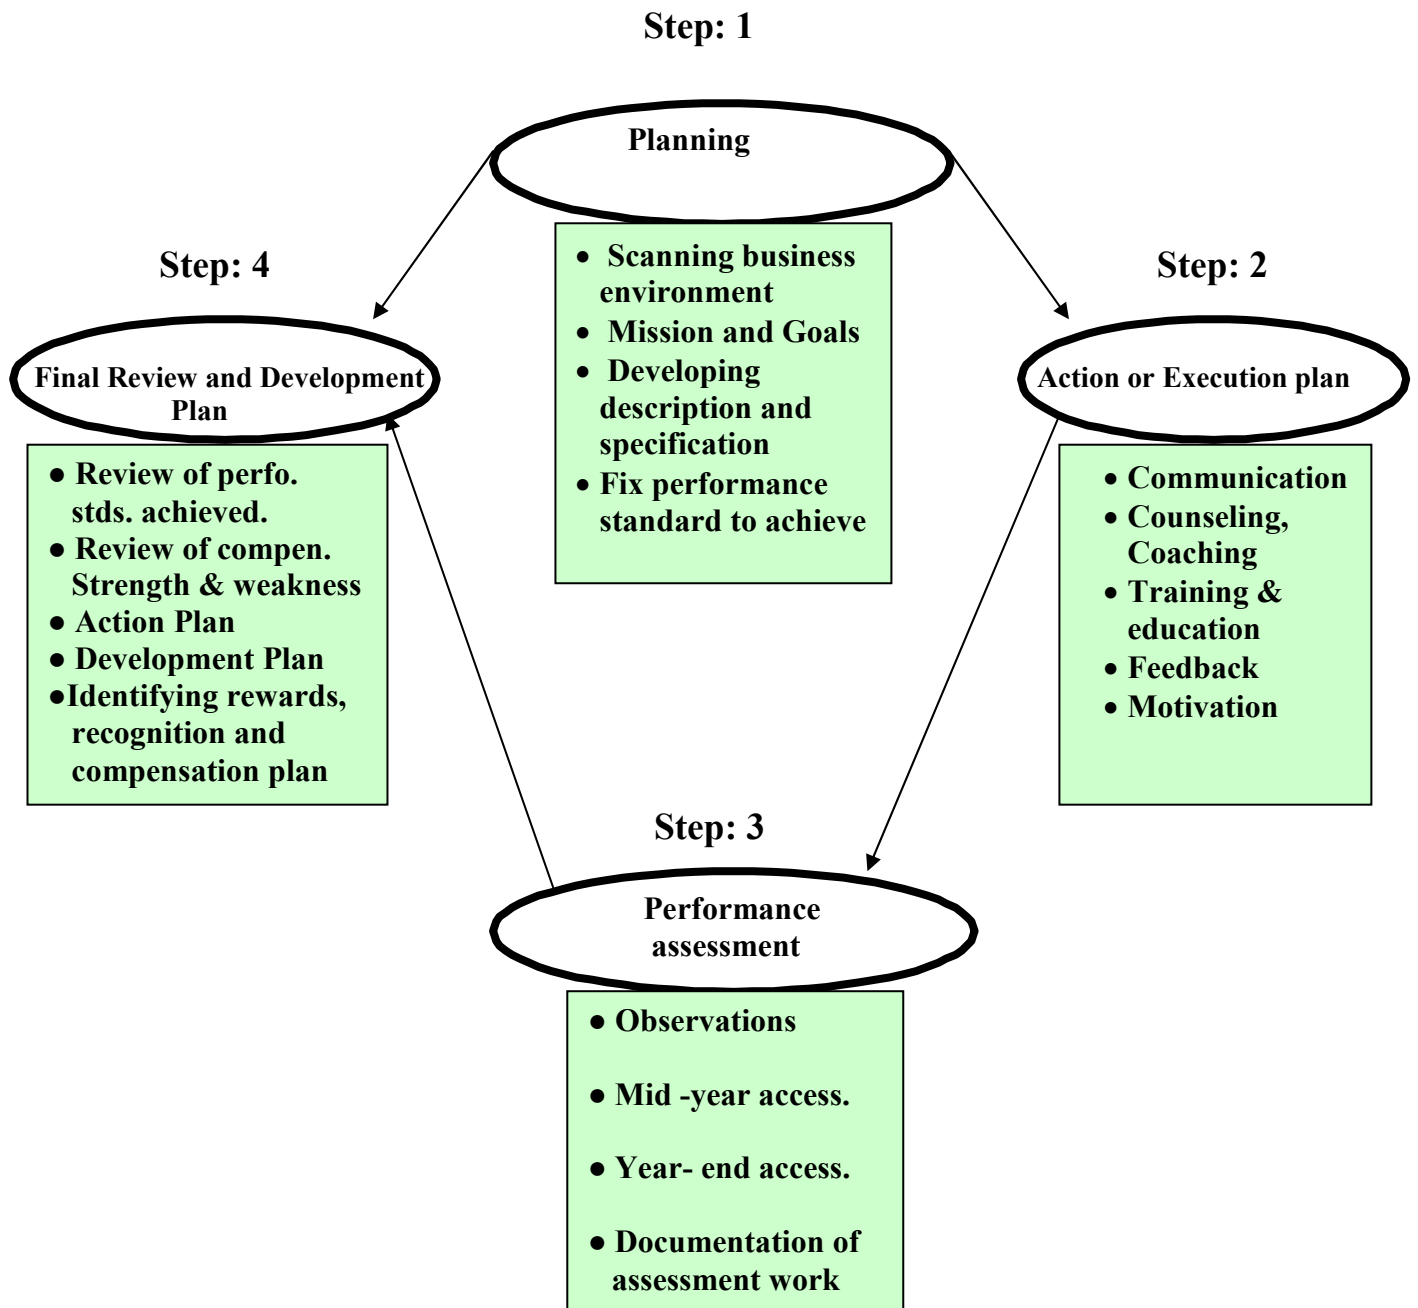 Step: 1
Planning
• Scanning business
environment
• Mission and Goals
• Developing
description and
specification
• Fix performance
standard to achieve
Step: 2
Action or Execution plan
• Communication
• Counseling,
Coaching
• Training &
education
• Feedback
• Motivation
Step: 3
Performance
assessment
● Observations
● Mid -year access.
● Year- end access.
● Documentation of
assessment work
Step: 4
Final Review and Development
Plan
● Review of perfo.
stds. achieved.
● Review of compen.
Strength & weakness
● Action Plan
● Development Plan
●Identifying rewards,
recognition and
compensation plan